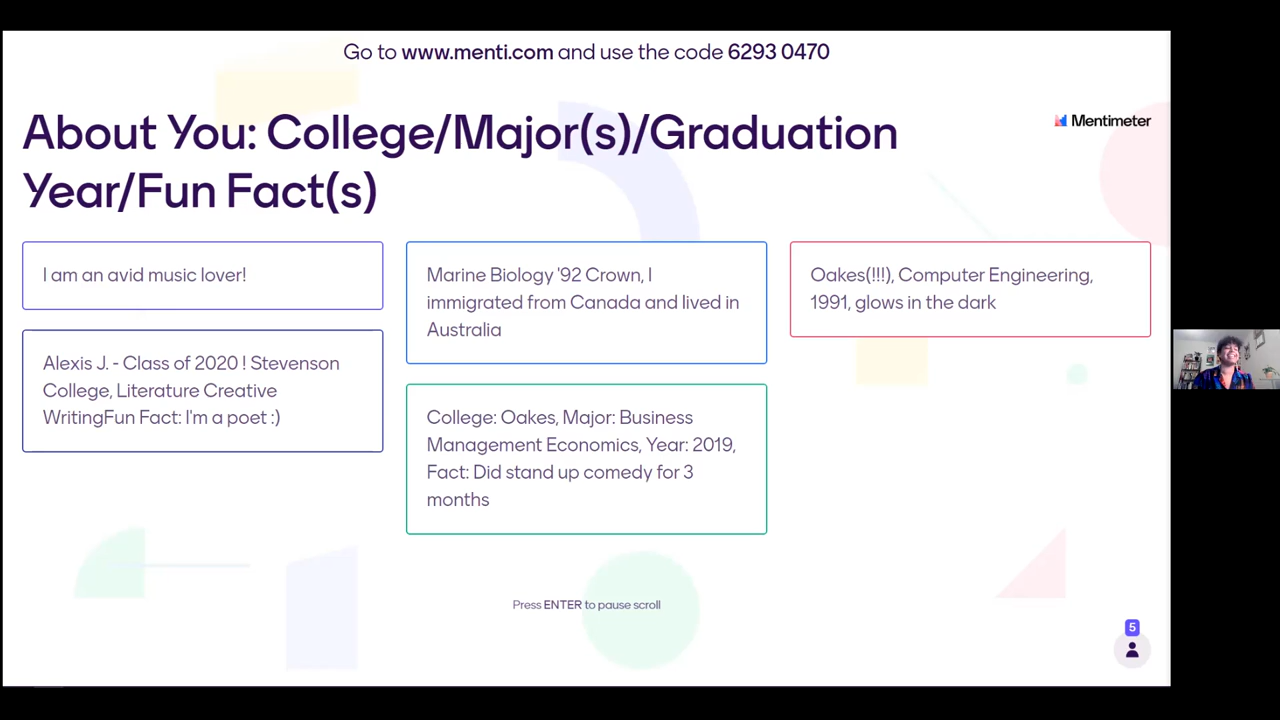 Go to www.menti.com and use the code 6293 0470
About You: College/Major(s)/Graduation
Year/Fun Fact(s)
Mentimeter
I am an avid music lover!
Alexis J. - Class of 2020 ! Stevenson
College, Literature Creative
WritingFun Fact: I'm a poet :)
Marine Biology '92 Crown, I
immigrated from Canada and lived in
Australia
College: Oakes, Major: Business
Management Economics, Year: 2019,
Fact: Did stand up comedy for 3
months
Oakes(!!!), Computer Engineering,
1991, glows in the dark
Press ENTER to pause scroll
5